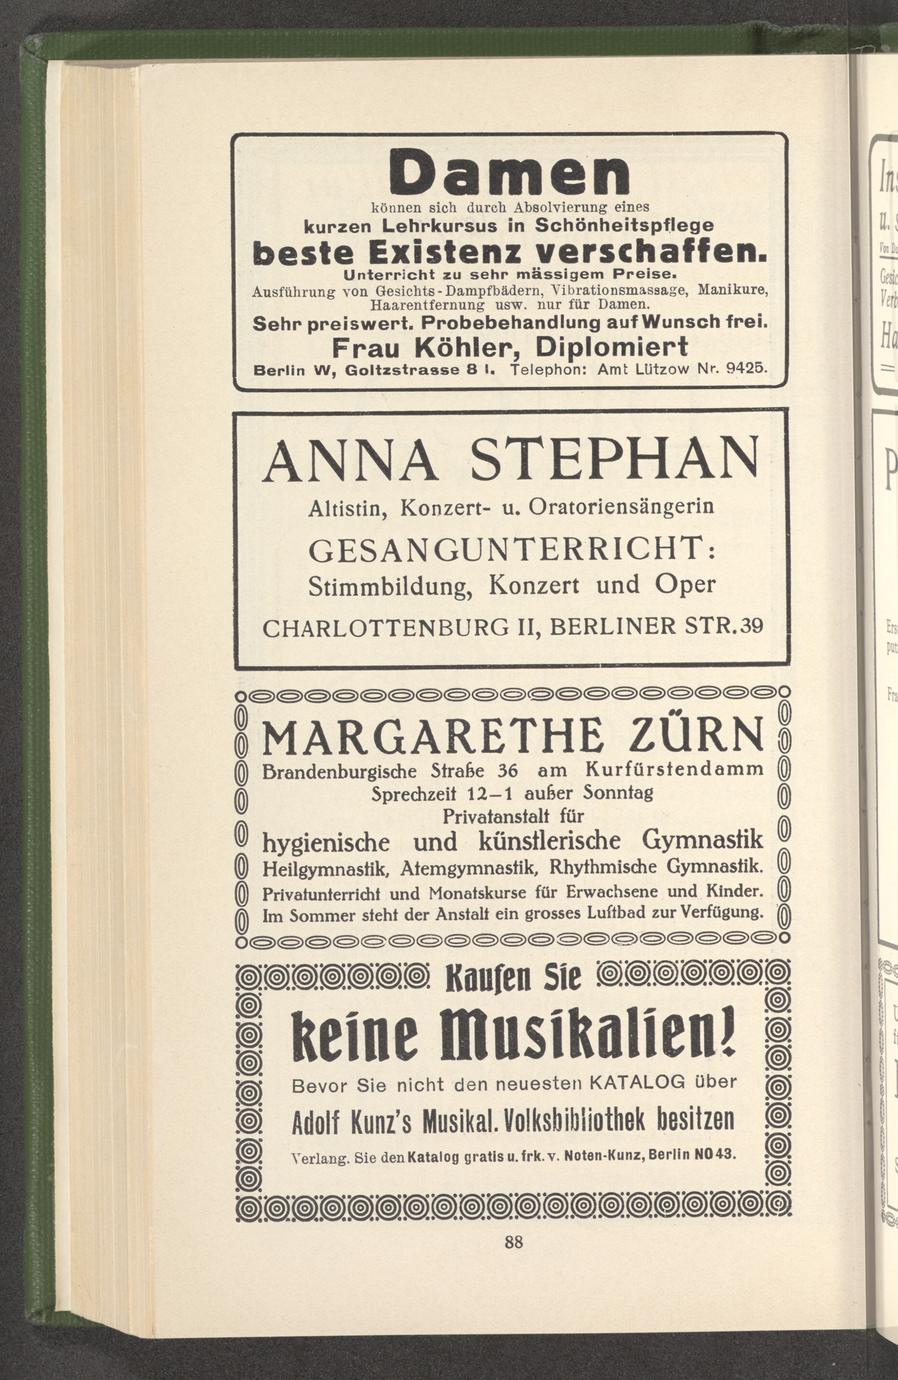 Damen
können sich durch Absolvierung eines
kurzen Lehrkursus in Schönheitspflege
beste Existenz verschaffen.
Unterricht zu sehr mässigem Preise.
Ausführung von Gesichts-Dampfbädern, Vibrationsmassage, Manikure,
Haarentfernung usw. nur für Damen.
Sehr preiswert. Probebehandlung auf Wunsch frei.
Frau Köhler, Diplomiert
Berlin W, Goltzstrasse 8 I. Telephon: Amt Lützow Nr. 9425.
ANNA STEPHAN
Altistin, Konzert- u. Oratoriensängerin
GESANGUNTERRICHT:
Stimmbildung, Konzert und Oper
CHARLOTTENBURG II, BERLINER STR. 39
MARGARETHE ZÜRN
Brandenburgische Straße 36 am Kurfürstendamm
Sprechzeit 12–1 außer Sonntag
Privatanstalt für
hygienische und künstlerische Gymnastik
Heilgymnastik, Atemgymnastik, Rhythmische Gymnastik.
Privatunterricht und Monatskurse für Erwachsene und Kinder.
Im Sommer steht der Anstalt ein grosses Luftbad zur Verfügung.
Kaufen Sie
keine Musikalien!
Bevor Sie nicht den neuesten KATALOG über
Adolf Kunz's Musikal. Volksbibliothek besitzen
Verlang. Sie den Katalog gratis u. frk. v. Noten-Kunz, Berlin NO 43.
88